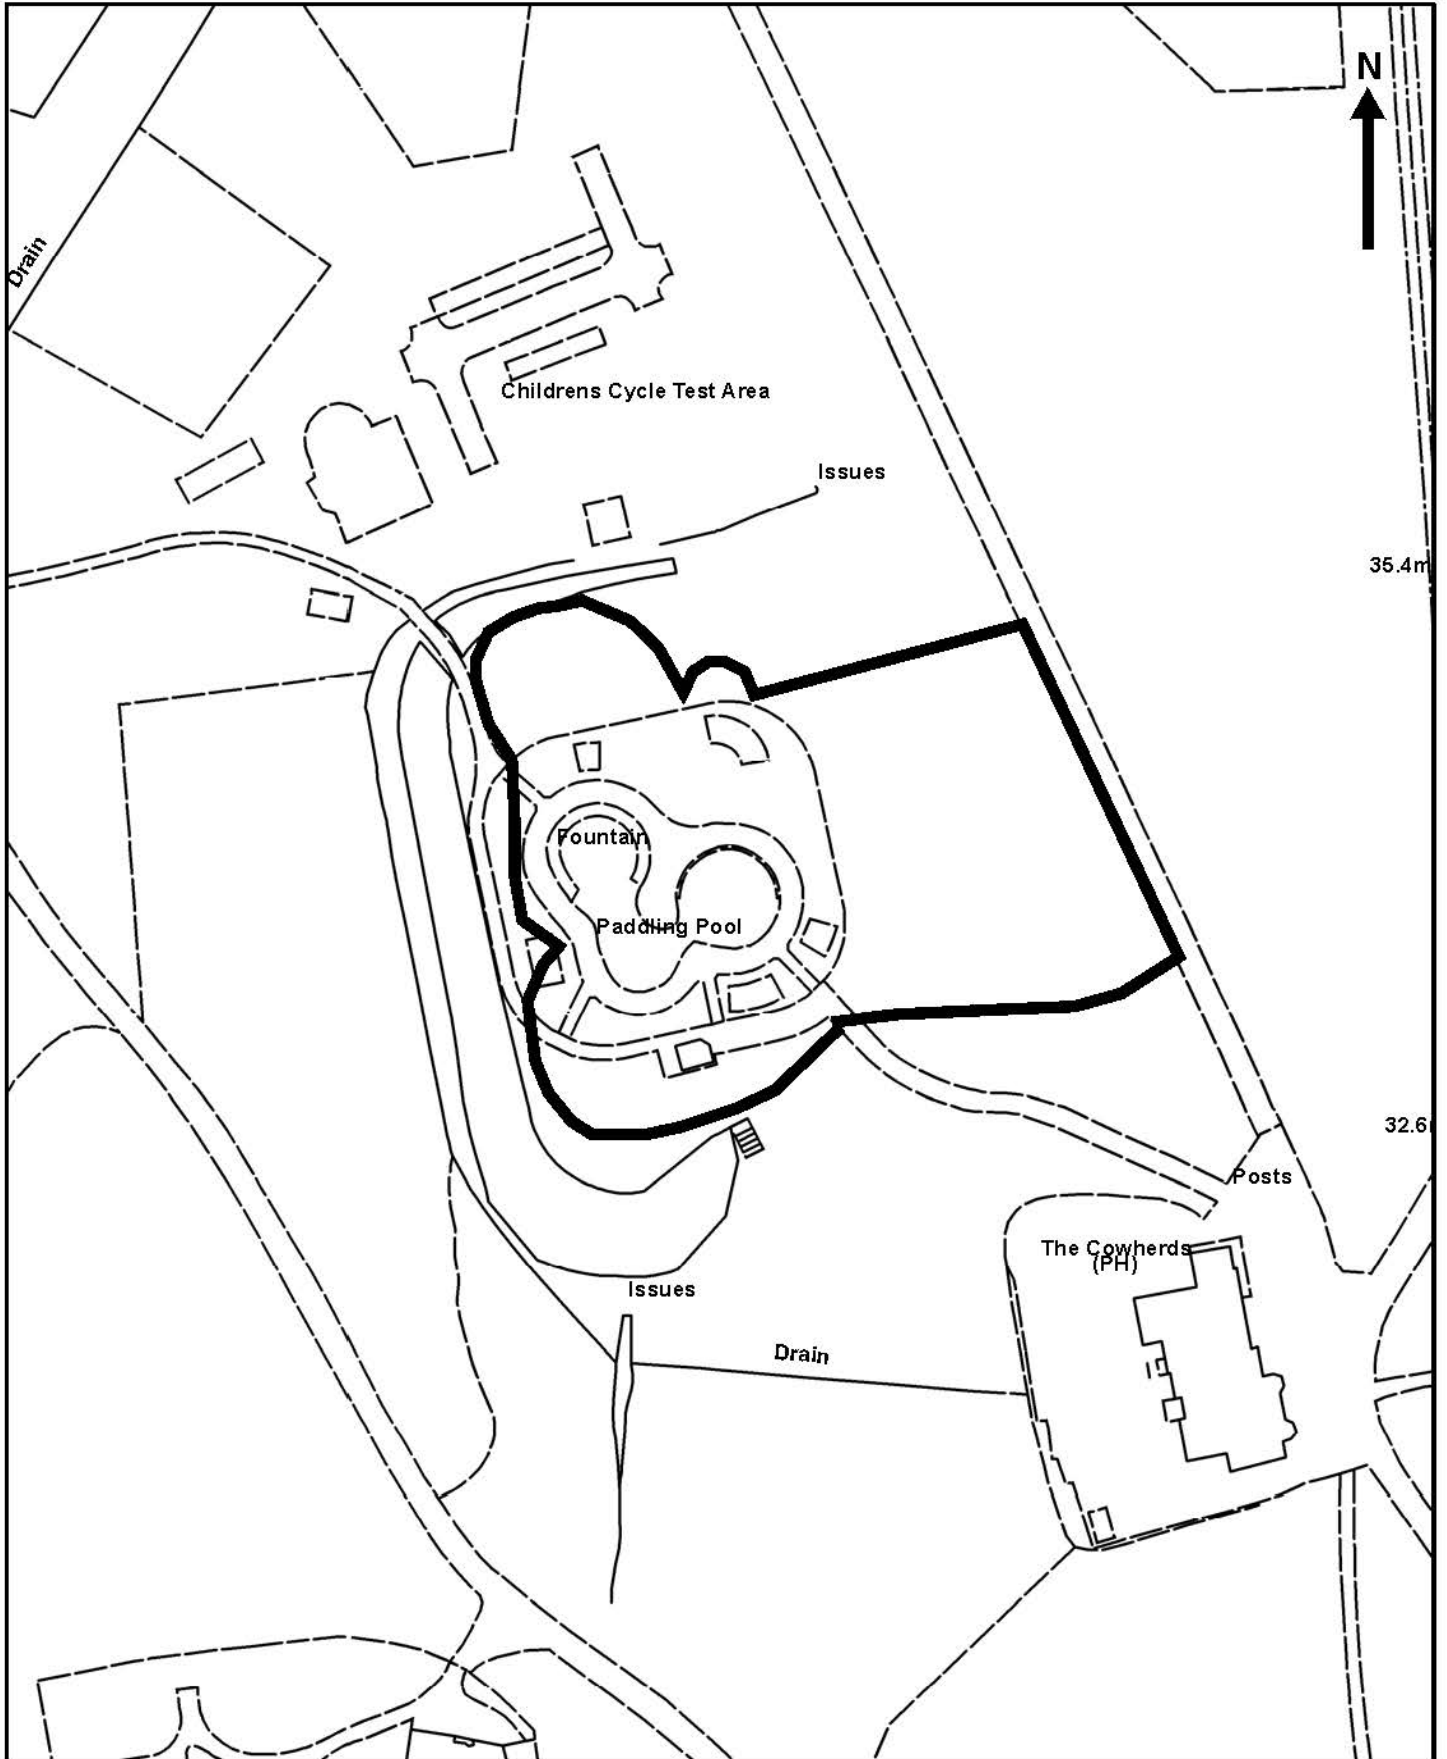 N
Drain
Childrens Cycle Test Area
Issues
35.4m
Fountain
Paddling Pool
32.6
Posts
The Cowherds
(PH)
Issues
Drain